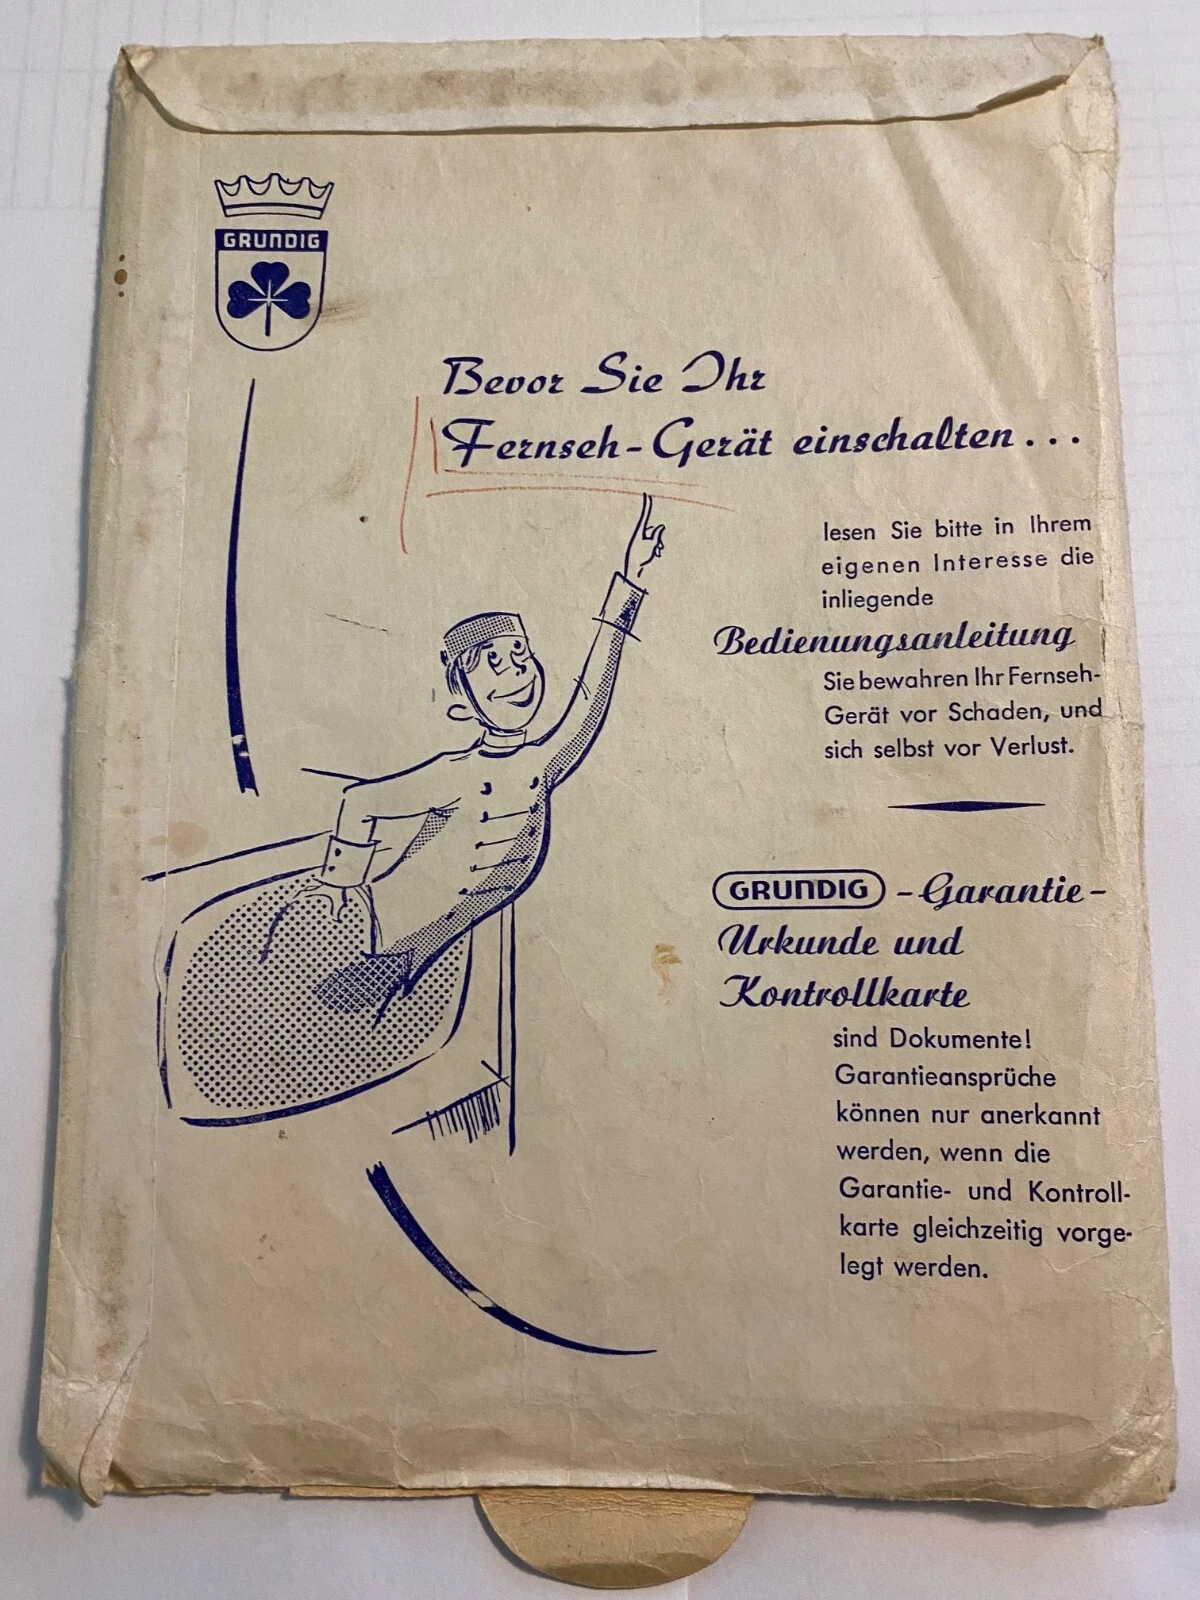 GRUNDIG
Bevor Sie Ihr
Fernseh-Gerät einschalten...
lesen Sie bitte in Ihrem
eigenen Interesse die
inliegende
Bedienungsanleitung
Sie bewahren Ihr Fernseh-
Gerät vor Schaden, und
sich selbst vor Verlust.
GRUNDIG -Garantie-
Urkunde und
Kontrollkarte
sind Dokumente!
Garantieansprüche
können nur anerkannt
werden, wenn die
Garantie- und Kontroll-
karte gleichzeitig vorge-
legt werden.